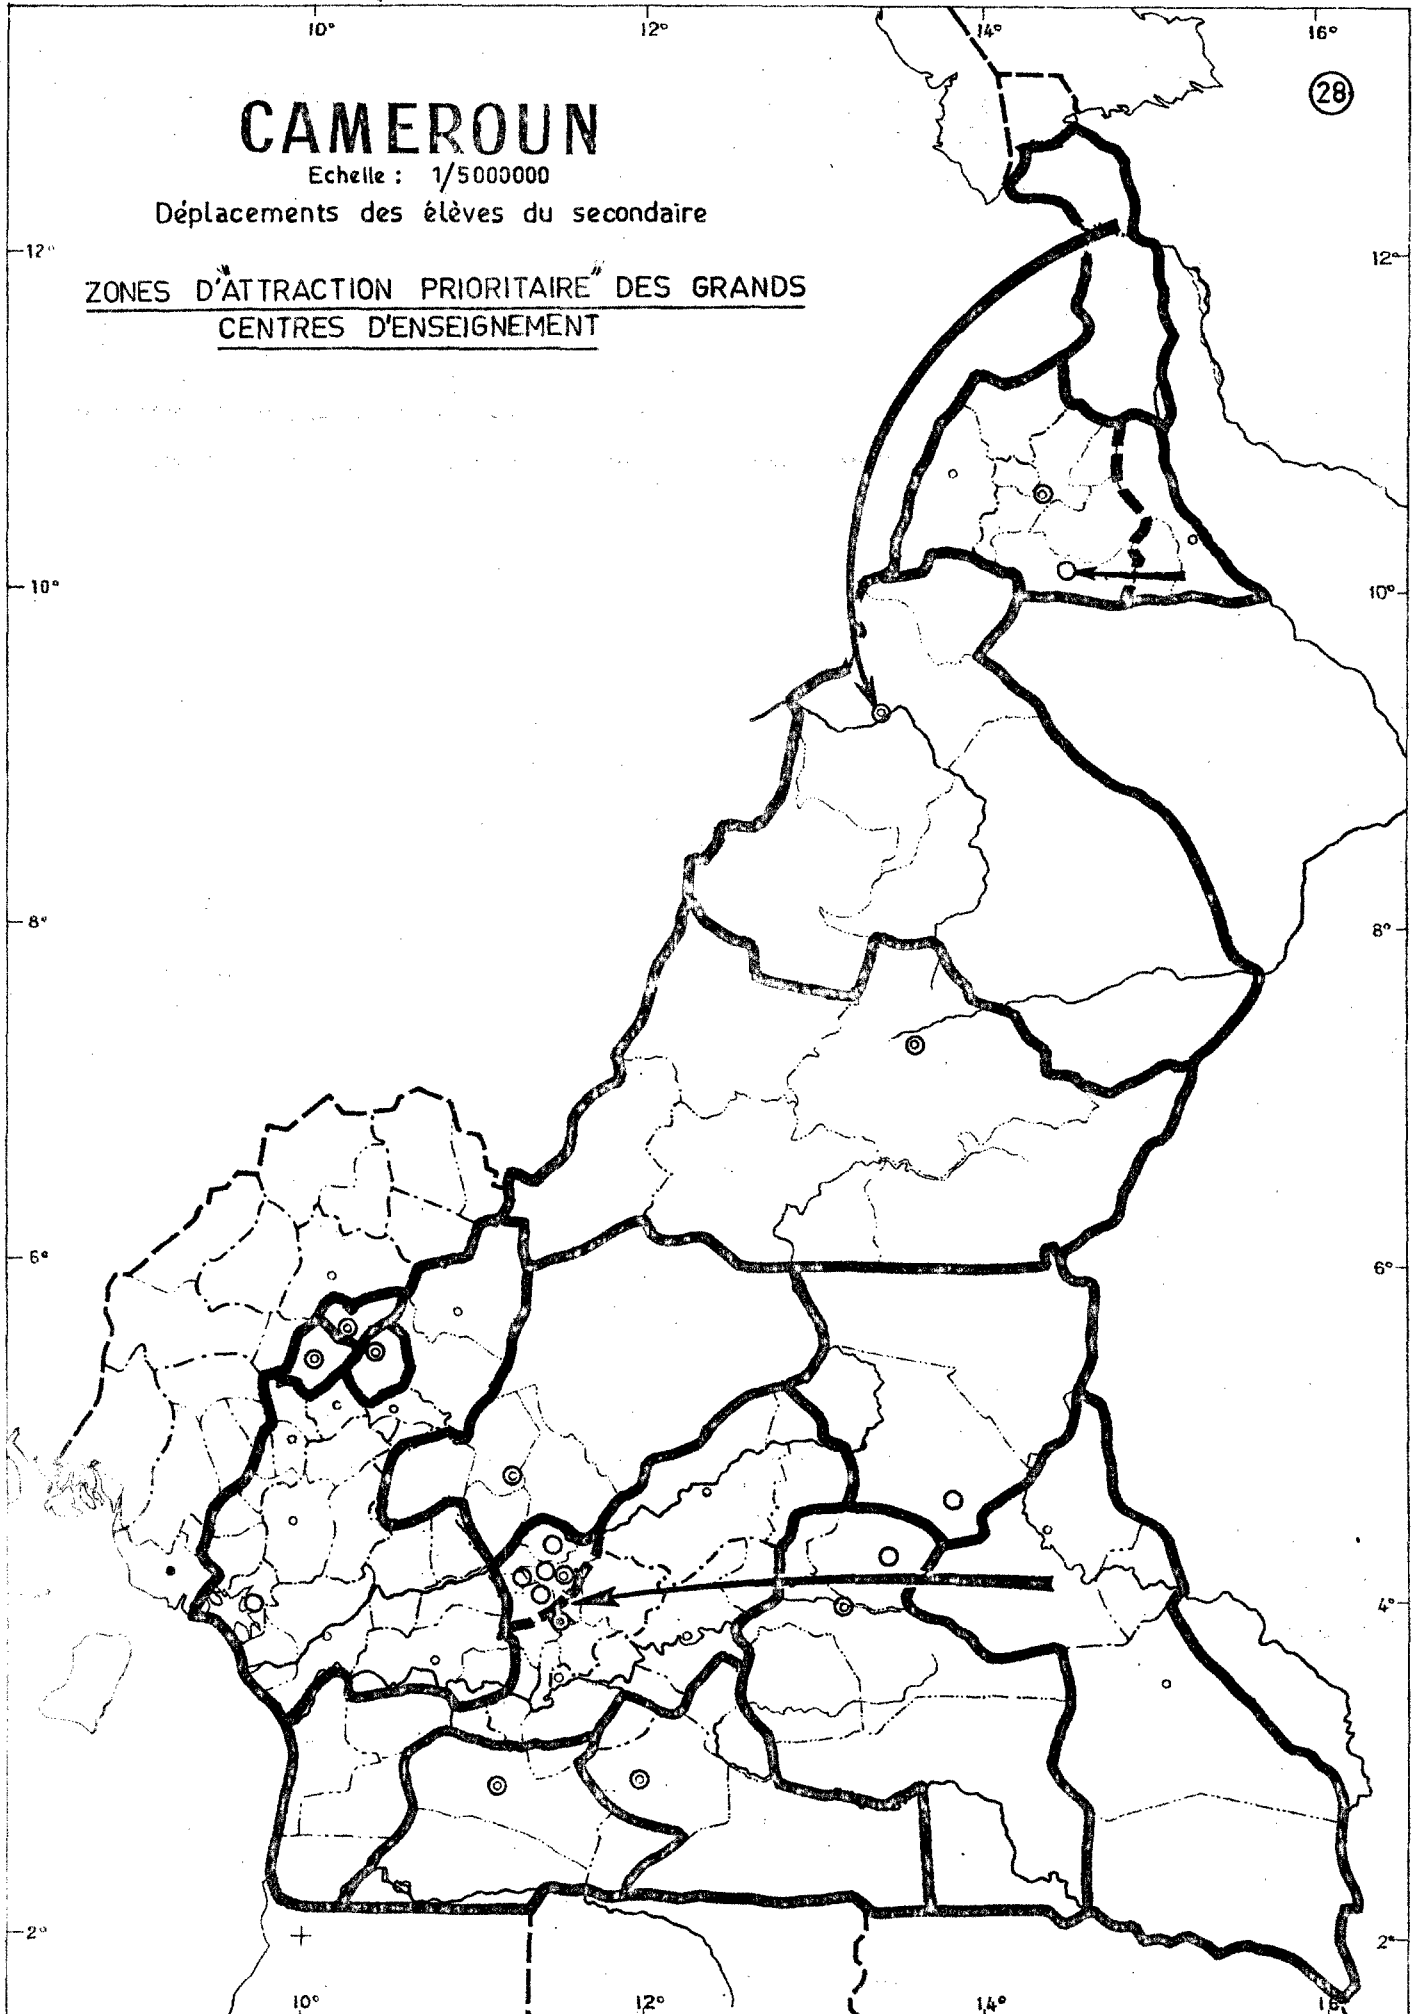 10° 12° 14° 16°
28
CAMEROUN
Echelle : 1/5000000
Déplacements des élèves du secondaire
ZONES D'"ATTRACTION PRIORITAIRE" DES GRANDS
CENTRES D'ENSEIGNEMENT
12° 12°
10° 10°
8° 8°
6° 6°
4°
2° 2°
10° 12° 14° 16°